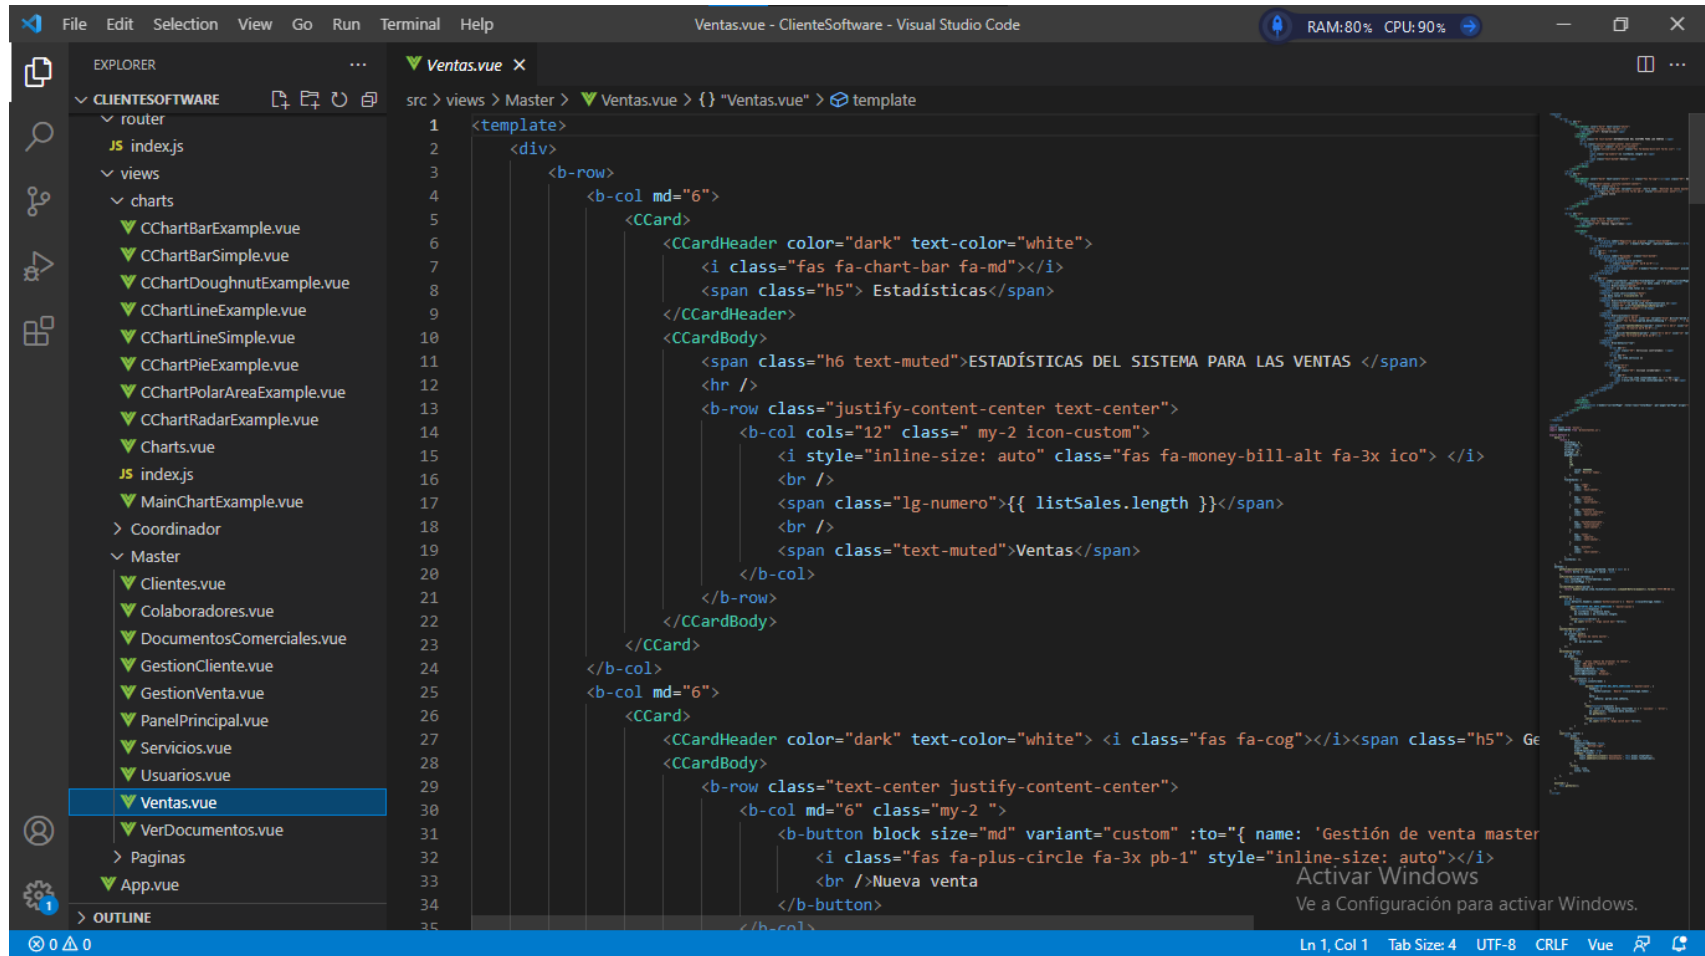 File Edit Selection View Go Run Terminal Help
Ventas.vue - ClienteSoftware - Visual Studio Code
RAM:80% CPU:90%
EXPLORER
CLIENTESOFTWARE
router
JS index.js
views
charts
CChartBarExample.vue
CChartBarSimple.vue
CChartDoughnutExample.vue
CChartLineExample.vue
CChartLineSimple.vue
CChartPieExample.vue
CChartPolarAreaExample.vue
CChartRadarExample.vue
Charts.vue
JS index.js
MainChartExample.vue
Coordinador
Master
Clientes.vue
Colaboradores.vue
DocumentosComerciales.vue
GestionCliente.vue
GestionVenta.vue
PanelPrincipal.vue
Servicios.vue
Usuarios.vue
Ventas.vue
VerDocumentos.vue
Paginas
App.vue
OUTLINE
Ventas.vue
src > views > Master > Ventas.vue > {} "Ventas.vue" > template
1 <template>
2 <div>
3 <b-row>
4 <b-col md="6">
5 <CCard>
6 <CCardHeader color="dark" text-color="white">
7 <i class="fas fa-chart-bar fa-md"></i>
8 <span class="h5"> Estadísticas</span>
9 </CCardHeader>
10 <CCardBody>
11 <span class="h6 text-muted">ESTADÍSTICAS DEL SISTEMA PARA LAS VENTAS </span>
12 <hr />
13 <b-row class="justify-content-center text-center">
14 <b-col cols="12" class=" my-2 icon-custom">
15 <i style="inline-size: auto" class="fas fa-money-bill-alt fa-3x ico"> </i>
16 <br />
17 <span class="lg-numero">{{ listSales.length }}</span>
18 <br />
19 <span class="text-muted">Ventas</span>
20 </b-col>
21 </b-row>
22 </CCardBody>
23 </CCard>
24 </b-col>
25 <b-col md="6">
26 <CCard>
27 <CCardHeader color="dark" text-color="white"> <i class="fas fa-cog"></i><span class="h5"> Ge
28 <CCardBody>
29 <b-row class="text-center justify-content-center">
30 <b-col md="6" class="my-2 ">
31 <b-button block size="md" variant="custom" :to="{ name: 'Gestión de venta master
32 <i class="fas fa-plus-circle fa-3x pb-1" style="inline-size: auto"></i>
33 <br />Nueva venta
34 </b-button>
35 </b-col>
Activar Windows
Ve a Configuración para activar Windows.
1
0 0
Ln 1, Col 1 Tab Size: 4 UTF-8 CRLF Vue